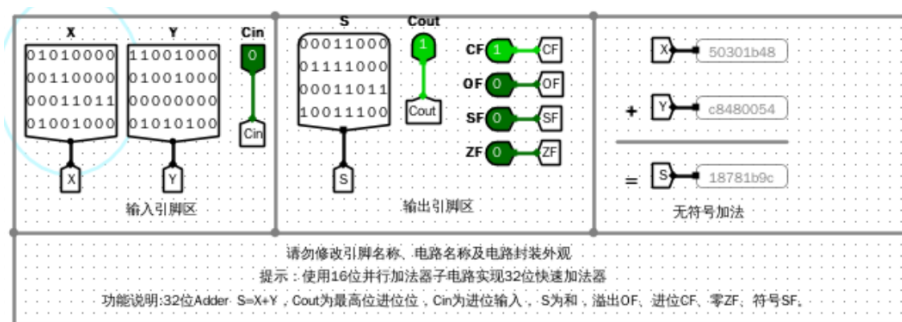 X Y Cin S Cout
01010000 11001000 0 00011000 1 CF 1 CF X 50301b48
00110000 01001000 01111000 OF 0 OF
00011011 00000000 00011011 + Y c8480054
01001000 01010100 Cin 10011100 Cout SF 0 SF
ZF 0 ZF
X Y S = S 18781b9c
输入引脚区 输出引脚区 无符号加法
请勿修改引脚名称、电路名称及电路封装外观
提示：使用16位并行加法器子电路实现32位快速加法器
功能说明:32位Adder S=X+Y，Cout为最高位进位位，Cin为进位输入，S为和，溢出OF、进位CF、零ZF、符号SF。